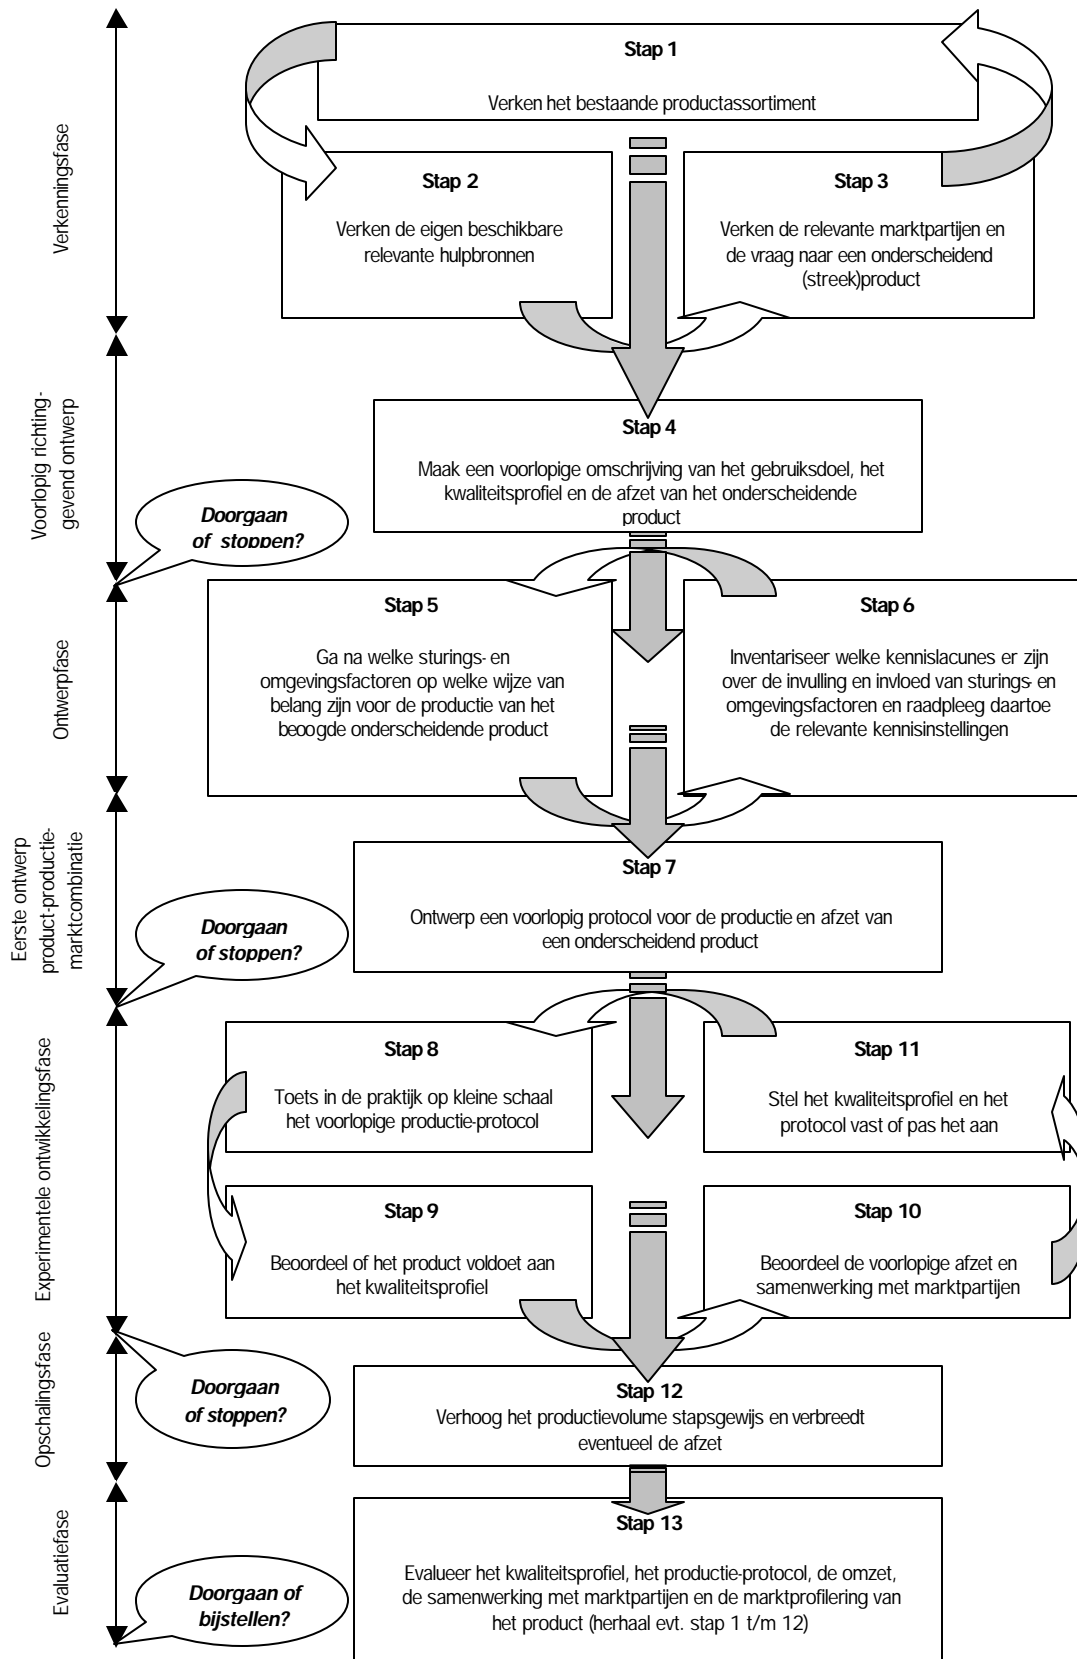 Verkenningsfase
Stap 1
Verken het bestaande productassortiment
Stap 2
Verken de eigen beschikbare
relevante hulpbronnen
Stap 3
Verken de relevante marktpartijen en
de vraag naar een onderscheidend
(streek)product
Voorlopig richting-
gevend ontwerp
Stap 4
Maak een voorlopige omschrijving van het gebruiksdoel, het
kwaliteitsprofiel en de afzet van het onderscheidende
product
Doorgaan
of stoppen?
Ontwerpfase
Stap 5
Ga na welke sturings- en
omgevingsfactoren op welke wijze van
belang zijn voor de productie van het
beoogde onderscheidende product
Stap 6
Inventariseer welke kennislacunes er zijn
over de invulling en invloed van sturings- en
omgevingsfactoren en raadpleeg daartoe
de relevante kennisinstellingen
Eerste ontwerp
product-productie-
marktcombinatie
Stap 7
Ontwerp een voorlopig protocol voor de productie en afzet van
een onderscheidend product
Doorgaan
of stoppen?
Experimentele ontwikkelingsfase
Stap 8
Toets in de praktijk op kleine schaal
het voorlopige productie-protocol
Stap 11
Stel het kwaliteitsprofiel en het
protocol vast of pas het aan
Stap 9
Beoordeel of het product voldoet aan
het kwaliteitsprofiel
Stap 10
Beoordeel de voorlopige afzet en
samenwerking met marktpartijen
Opschalingsfase
Doorgaan
of stoppen?
Stap 12
Verhoog het productievolume stapsgewijs en verbreedt
eventueel de afzet
Evaluatiefase
Stap 13
Evalueer het kwaliteitsprofiel, het productie-protocol, de omzet,
de samenwerking met marktpartijen en de marktprofilering van
het product (herhaal evt. stap 1 t/m 12)
Doorgaan of
bijstellen?